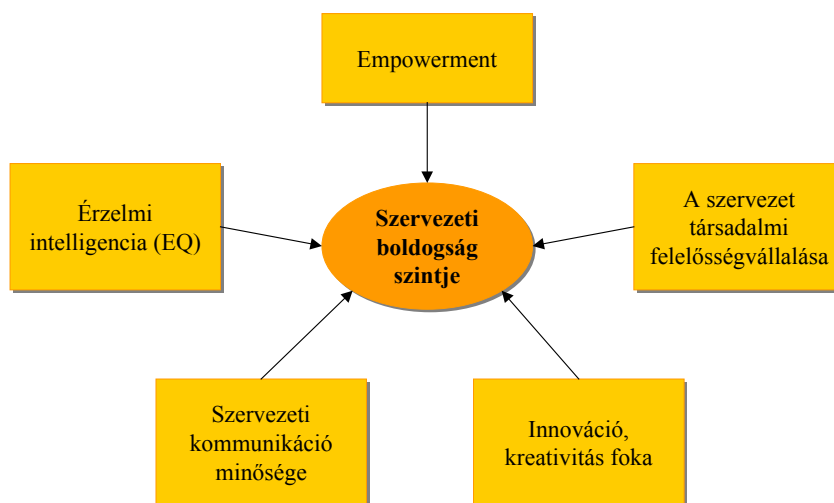 Empowerment
Érzelmi
intelligencia (EQ)
Szervezeti
boldogság
szintje
A szervezet
társadalmi
felelősségvállalása
Szervezeti
kommunikáció
minősége
Innováció,
kreativitás foka